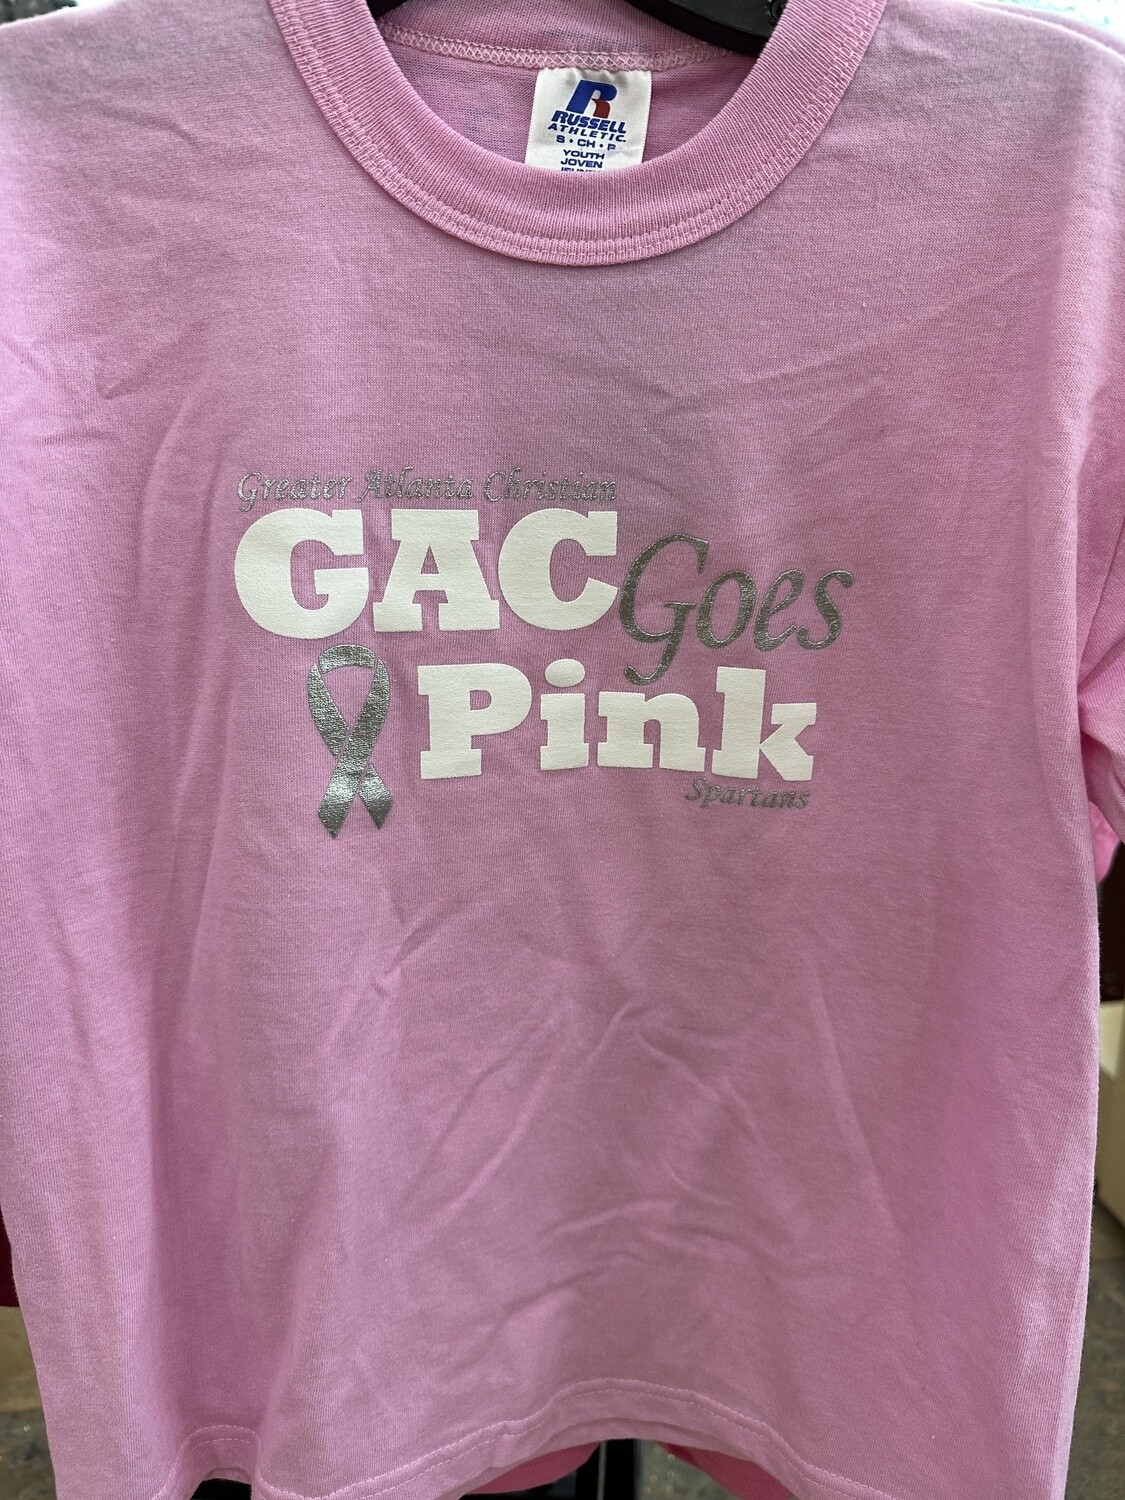 RUSSELL
ATHLETIC.
S • CH • P
YOUTH
JOVEN
Greater Atlanta Christian
GAC Goes
Pink
Spartans